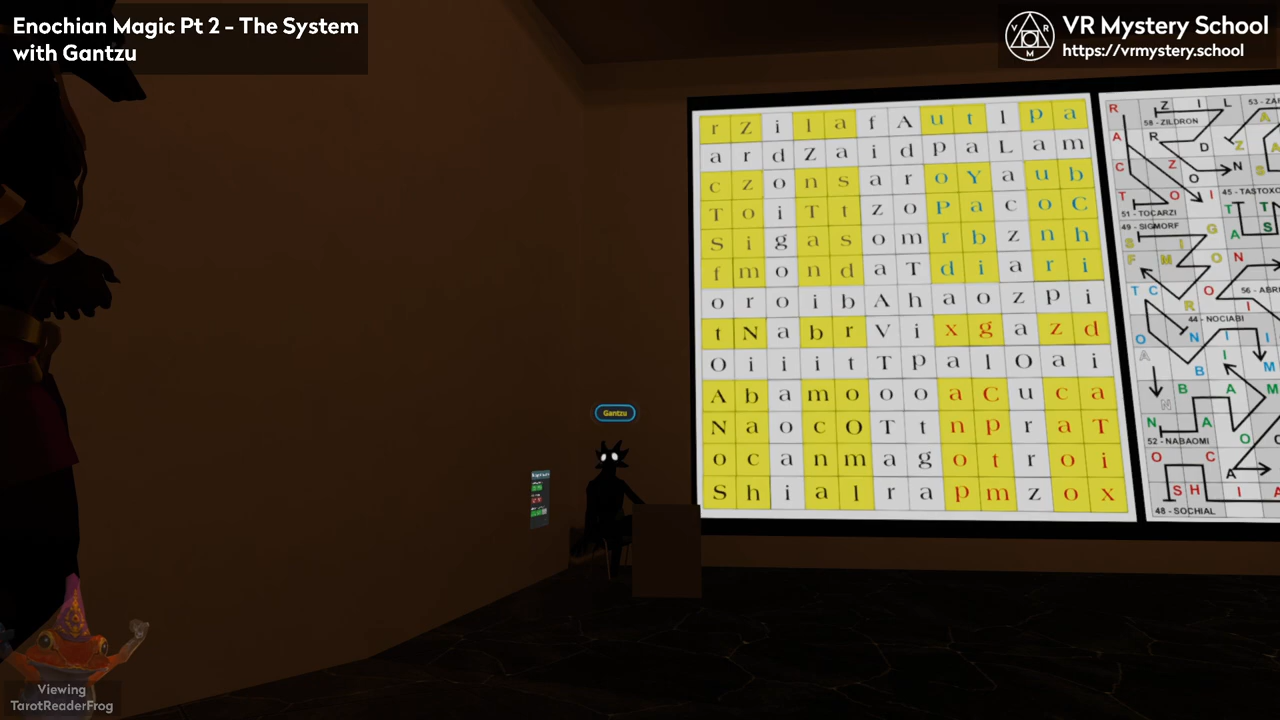 Enochian Magic Pt 2 - The System
with Gantzu
VR Mystery School
https://vrmystery.school
V R
M
r z i l a f A u t l p a
a r d Z a i d p a L a m
c z o n s a r o Y a u b
T o i T t z o P a c o C
S i g a s o m r b z n h
f m o n d a T d i a r i
o r o i b A h a o z p i
t N a b r V i x g a z d
O i i i t T p a l O a i
A b a m o o o a C u c a
N a o c O T t n p r a T
o c a n m a g o t r o i
S h i a l r a p m z o x
R Z I L
58 - ZILDRON
A R D Z A
C Z O N S
T O I T T
51 - TOCARZI
45 - TASTOXO
49 - SIGMORF
S I G A S
F M O N
T C O R O I
56 - ABRI
44 - NOCIABI
O N I I
A B I M
N B A M
N A O C
52 - NABAOMI
O C A
S H I A
48 - SOCHIAL
Gantzu
Viewing
TarotReaderFrog